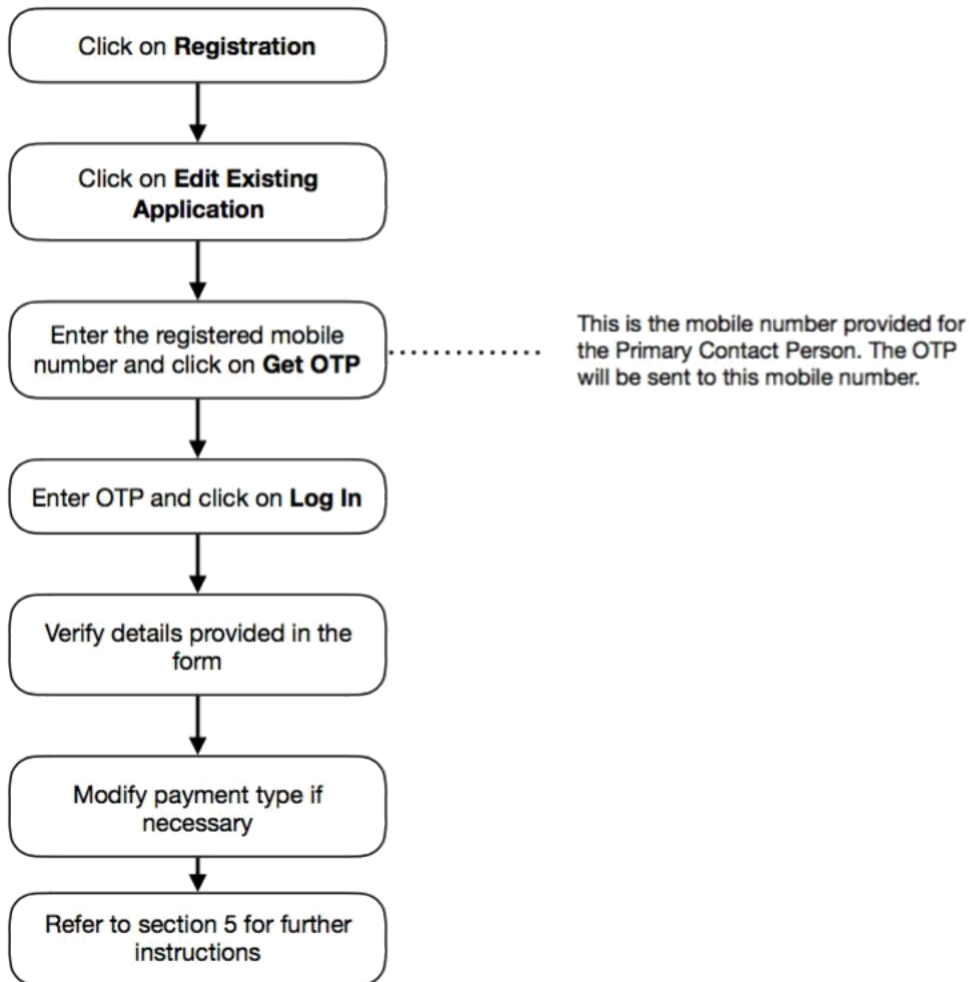 Click on Registration
Click on Edit Existing
Application
Enter the registered mobile
number and click on Get OTP
This is the mobile number provided for
the Primary Contact Person. The OTP
will be sent to this mobile number.
Enter OTP and click on Log In
Verify details provided in the
form
Modify payment type if
necessary
Refer to section 5 for further
instructions